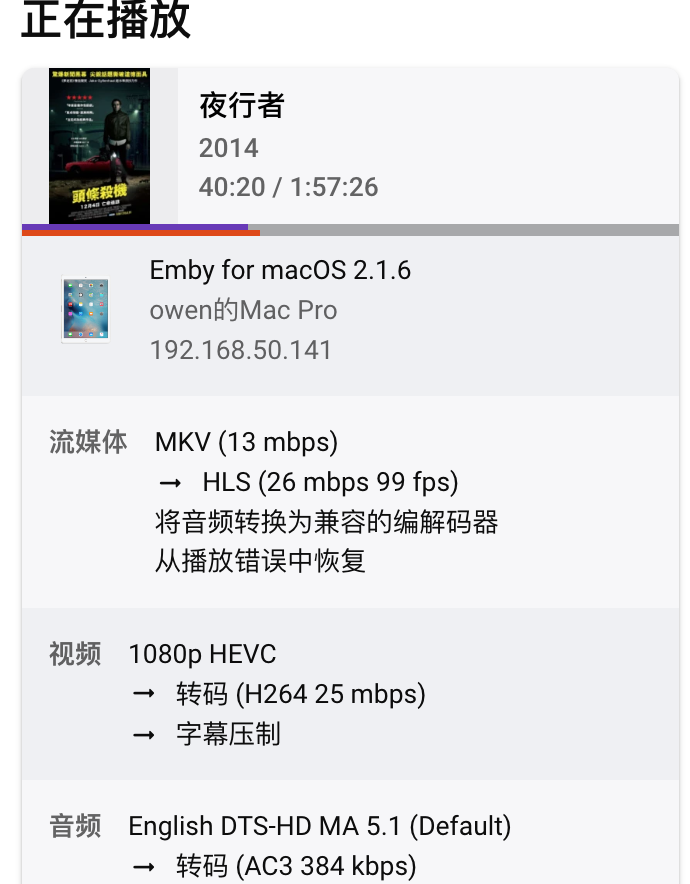 正在播放
夜行者
2014
40:20 / 1:57:26
頭條殺機
Emby for macOS 2.1.6
owen的Mac Pro
192.168.50.141
流媒体 MKV (13 mbps)
→ HLS (26 mbps 99 fps)
将音频转换为兼容的编解码器
从播放错误中恢复
视频 1080p HEVC
→ 转码 (H264 25 mbps)
→ 字幕压制
音频 English DTS-HD MA 5.1 (Default)
→ 转码 (AC3 384 kbps)